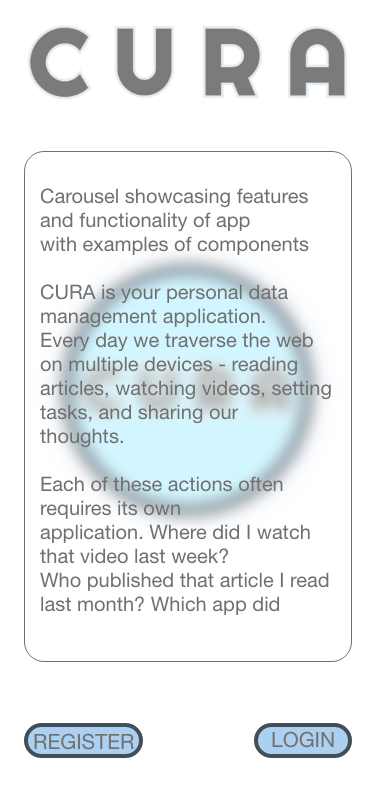 CURA
Carousel showcasing features
and functionality of app
with examples of components
CURA is your personal data
management application.
Every day we traverse the web
on multiple devices - reading
articles, watching videos, setting
tasks, and sharing our
thoughts.
Each of these actions often
requires its own
application. Where did I watch
that video last week?
Who published that article I read
last month? Which app did
REGISTER
LOGIN